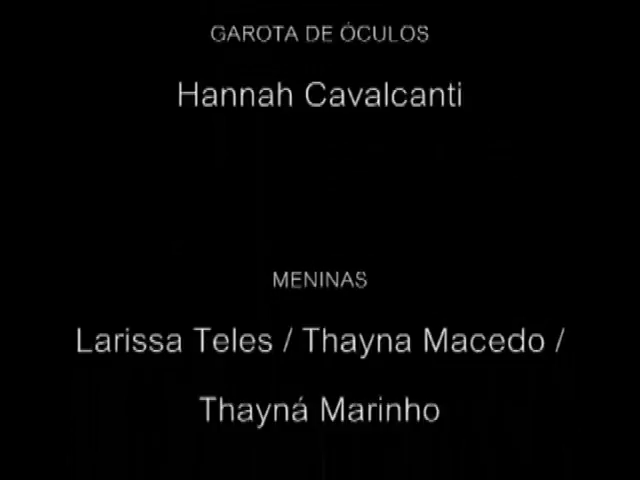 GAROTA DE ÓCULOS
Hannah Cavalcanti
MENINAS
Larissa Teles / Thayna Macedo /
Thayná Marinho